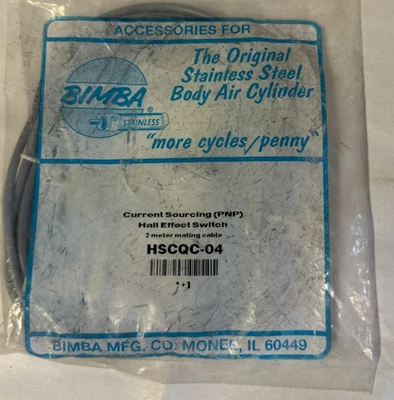 ACCESSORIES FOR
The Original
Stainless Steel
Body Air Cylinder
BIMBA®
STAINLESS
"more cycles/penny"
Current Sourcing (PNP)
Hall Effect Switch
2 meter mating cable
HSCQC-04
*+]
BIMBA MFG. CO. MONEE, IL 60449